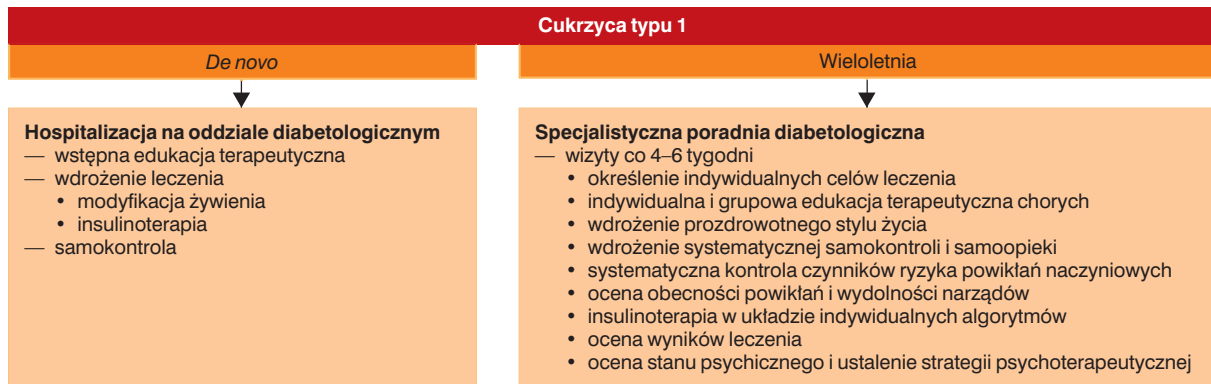 Cukrzyca typu 1
De novo
Wieloletnia
Hospitalizacja na oddziale diabetologicznym
— wstępna edukacja terapeutyczna
— wdrożenie leczenia
• modyfikacja żywienia
• insulinoterapia
— samokontrola
Specjalistyczna poradnia diabetologiczna
— wizyty co 4–6 tygodni
• określenie indywidualnych celów leczenia
• indywidualna i grupowa edukacja terapeutyczna chorych
• wdrożenie prozdrowotnego stylu życia
• wdrożenie systematycznej samokontroli i samoopieki
• systematyczna kontrola czynników ryzyka powikłań naczyniowych
• ocena obecności powikłań i wydolności narządów
• insulinoterapia w układzie indywidualnych algorytmów
• ocena wyników leczenia
• ocena stanu psychicznego i ustalenie strategii psychoterapeutycznej